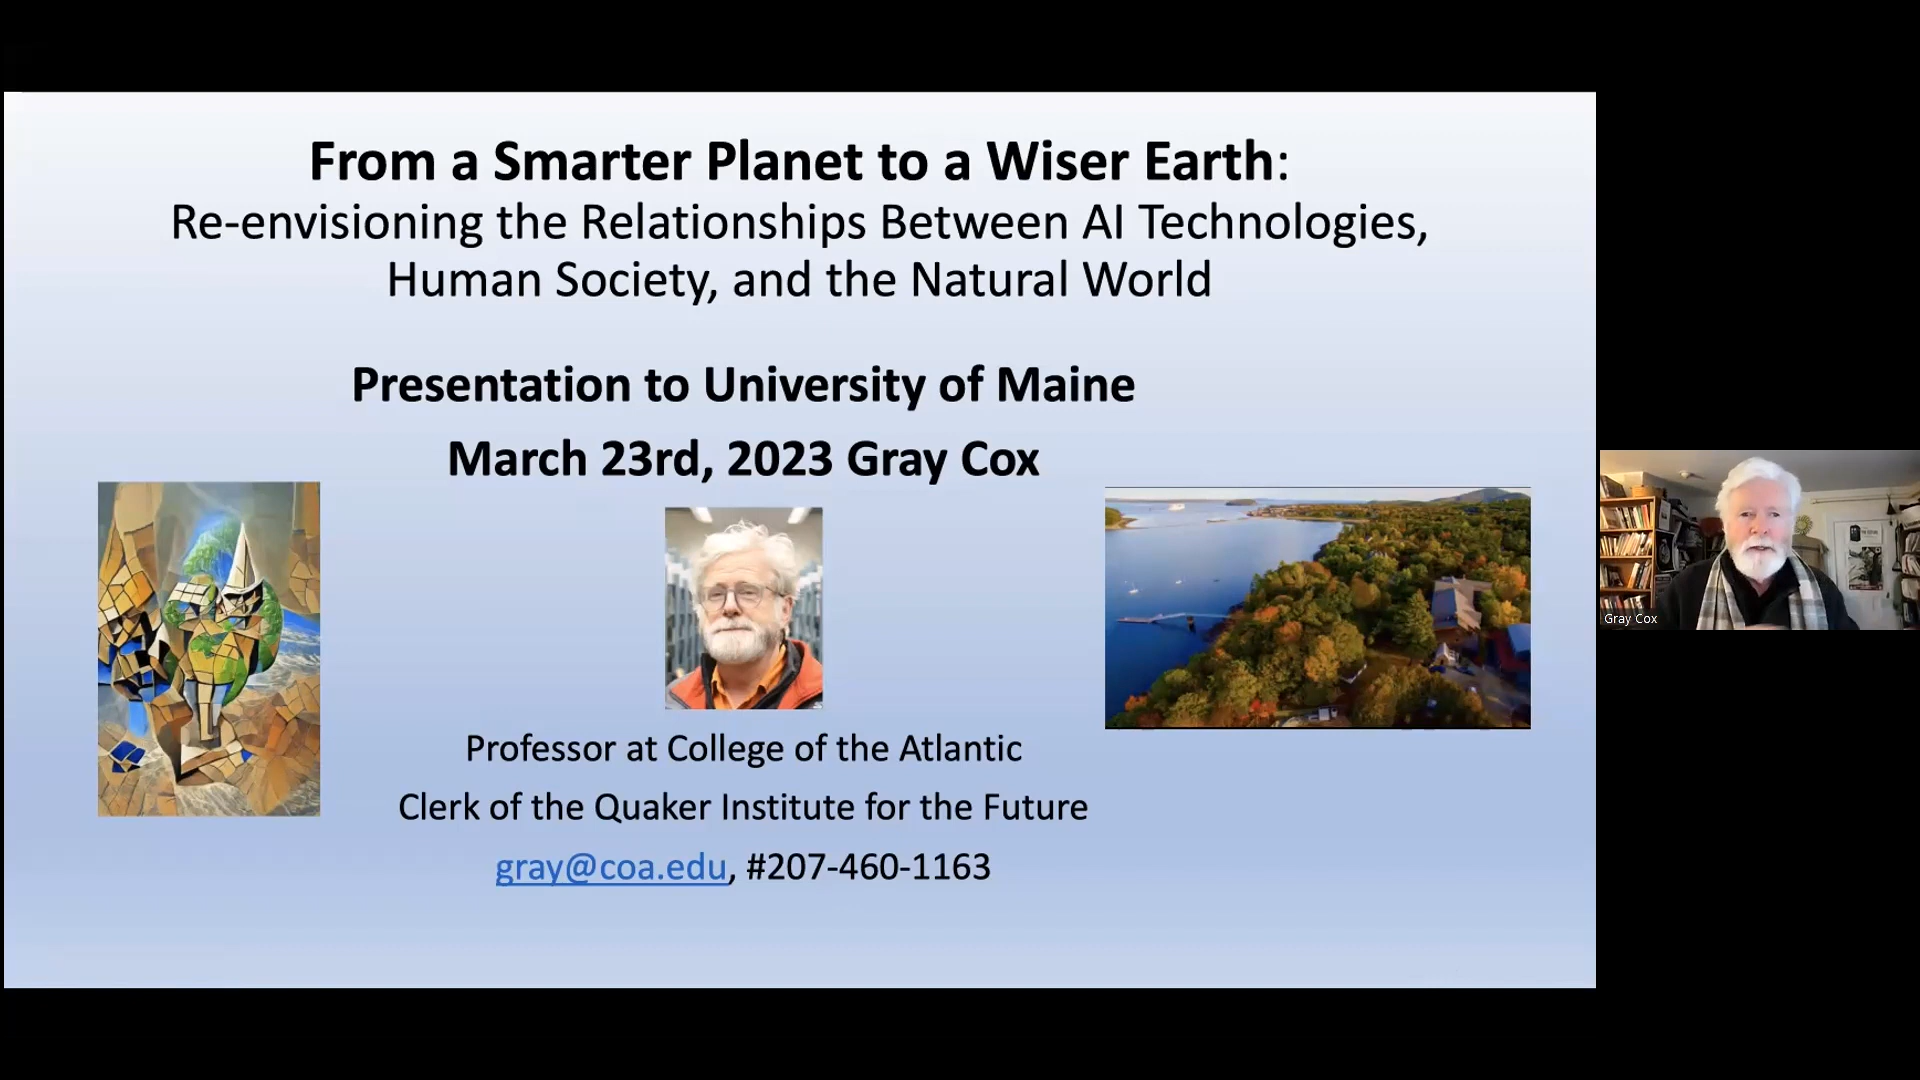 From a Smarter Planet to a Wiser Earth:
Re-envisioning the Relationships Between AI Technologies,
Human Society, and the Natural World
Presentation to University of Maine
March 23rd, 2023 Gray Cox
Professor at College of the Atlantic
Clerk of the Quaker Institute for the Future
gray@coa.edu, #207-460-1163
Gray Cox